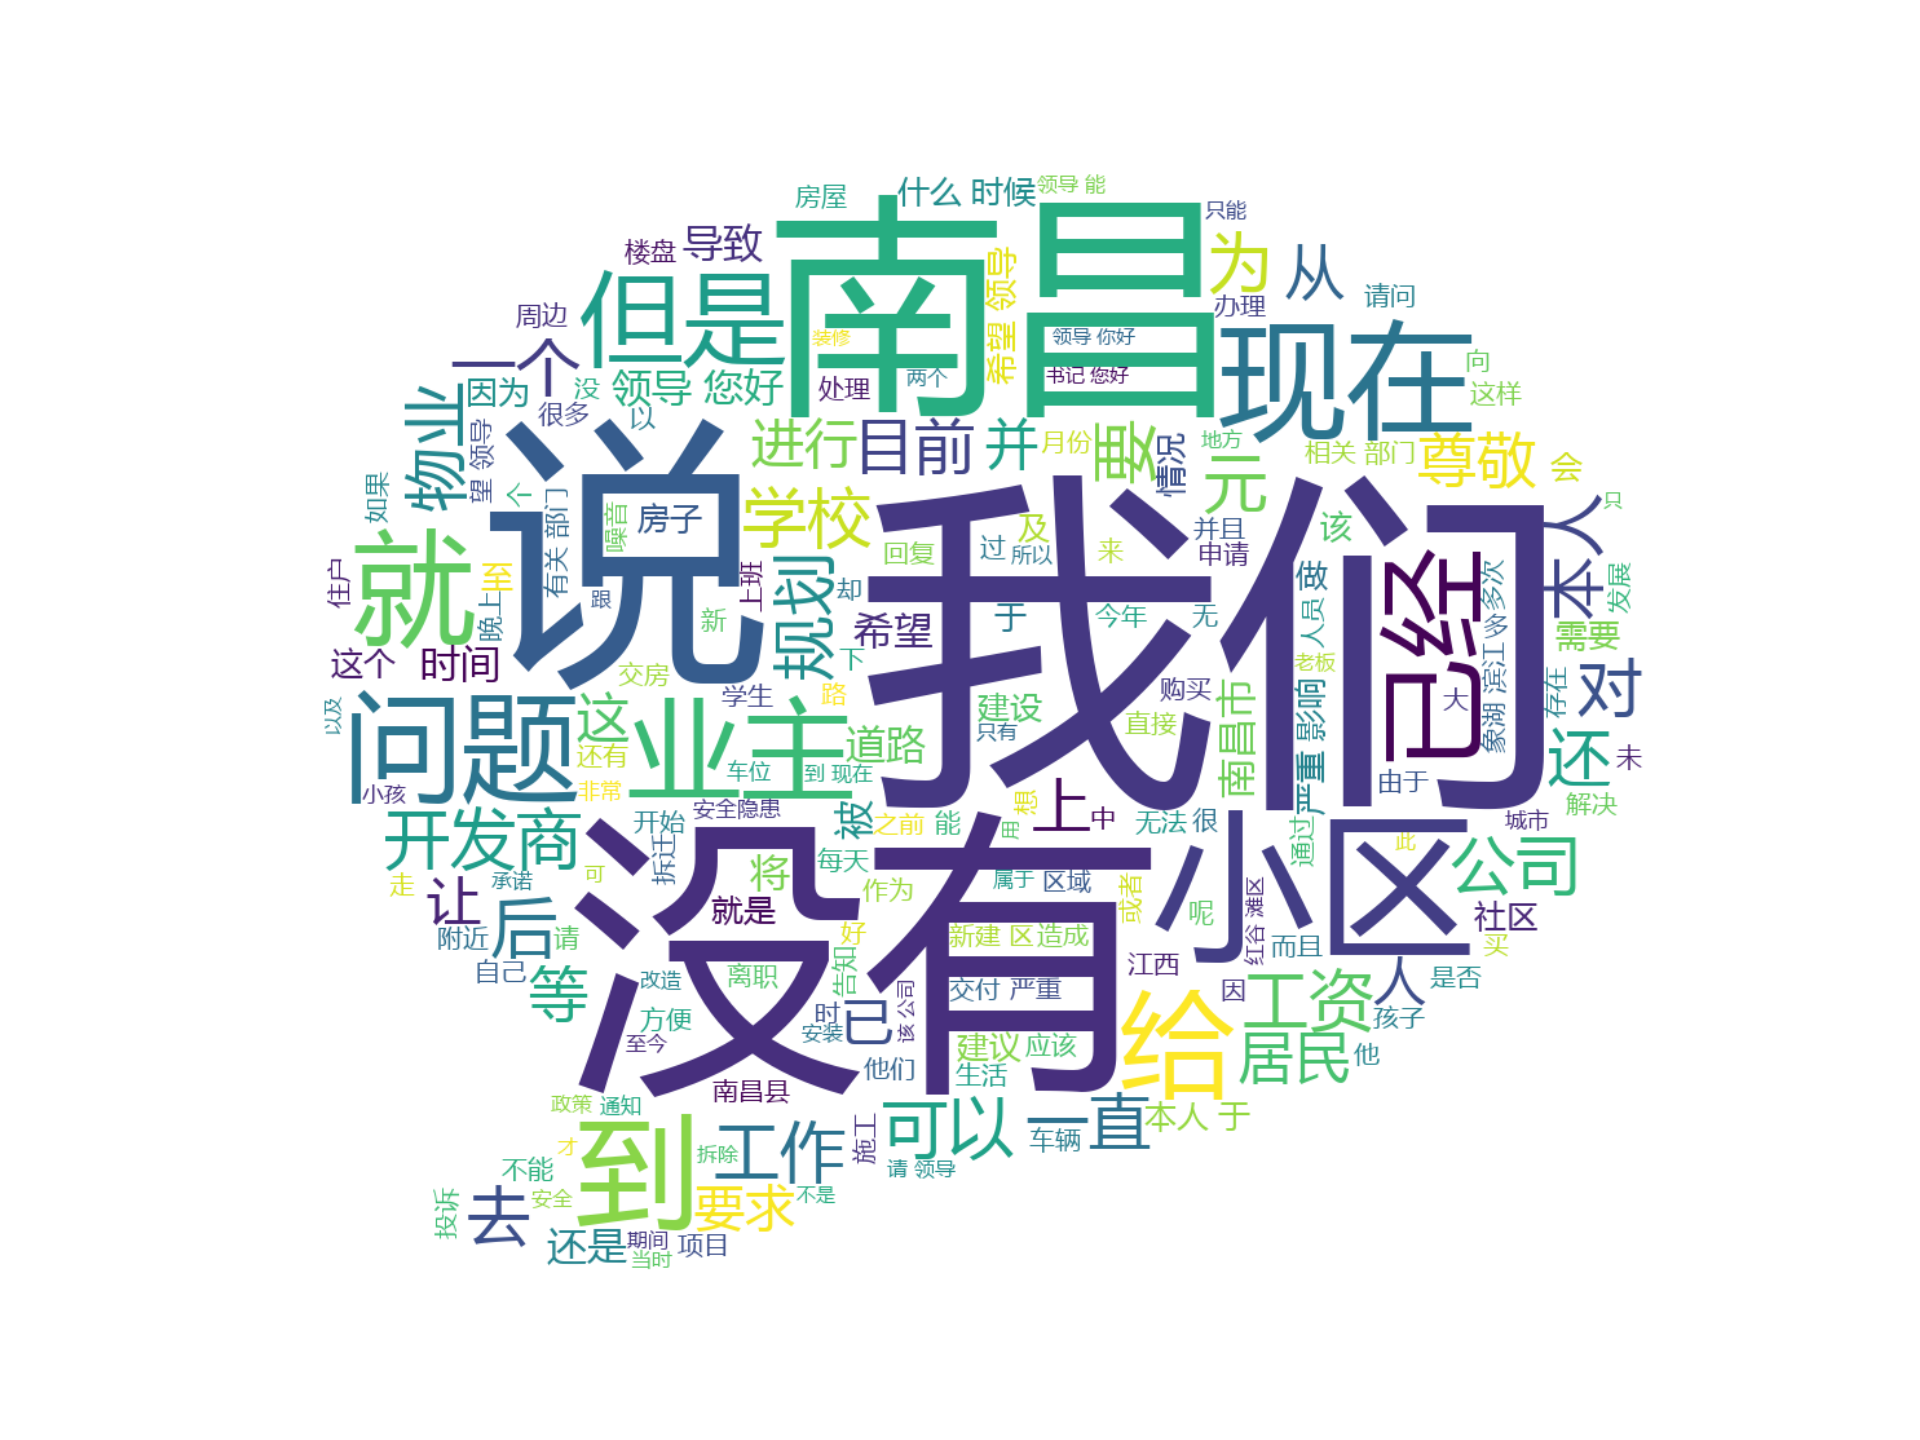 房屋
什么 时候
领导 能
只能
楼盘
导致
南昌
为
从
请问
希望 领导
办理
周边
但是
装修
领导 你好
现在
向
一个
因为
没
领导 您好
处理
两个
书记 您好
这样
物业
很多
以
望 领导
进行
目前
并
月份
要
情况
地方
相关 部门
尊敬
会
如果
个
有关 部门
说
噪音
房子
学校
元
及
该
并且
只
就
回复
过
所以
来
申请
我们
已经
本人
住户
至
晚上
跟
上班
规划
却
做
人员
多次
发展
新
希望
于
今年
无
多
需要
这个
时间
交房
下
老板
学生
路
购买
南昌市
严重 影响
大
象湖 滨江
存在
对
以及
问题
这
业主
建设
直接
道路
只有
还有
车位
到 现在
由于
还
未
小孩
非常
安全隐患
被
想
上
中
解决
开发商
开始
之前
能
用
无法
很
通过
小区
城市
此
拆迁
没有
将
每天
公司
走
让
承诺
可
作为
属于
区域
或者
呢
红谷 滩区
社区
后
就是
附近
请
好
新建 区
造成
而且
买
自己
等
改造
离职
告知
江西
人
是否
交付 严重
因
工资
方便
时
已
该 公司
给
孩子
至今
安装
建议
应该
居民
他
他们
生活
南昌县
政策
通知
到
可以
一直
本人 于
才
拆除
工作
施工
车辆
请 领导
不能
投诉
去
安全
要求
不是
还是
期间
项目
当时